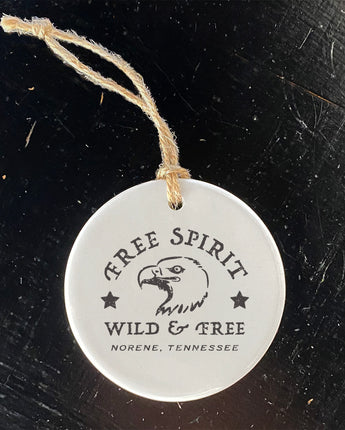 FREE SPIRIT
WILD & FREE
NORENE, TENNESSEE